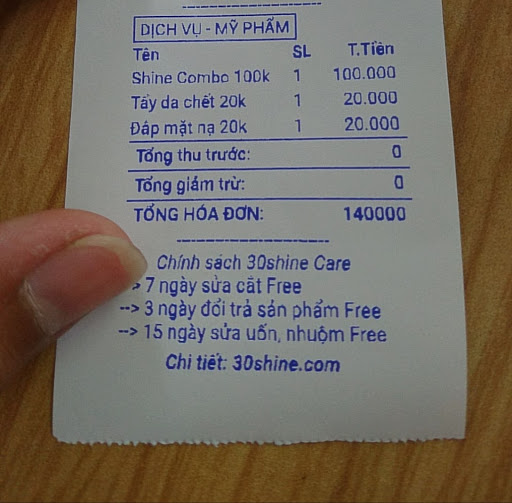 DỊCH VỤ - MỸ PHẨM
Tên SL T.Tiền
Shine Combo 100k 1 100.000
Tẩy da chết 20k 1 20.000
Đắp mặt nạ 20k 1 20.000
Tổng thu trước: 0
Tổng giảm trừ: 0
TỔNG HÓA ĐƠN: 140000
Chính sách 30shine Care
> 7 ngày sửa cắt Free
--> 3 ngày đổi trả sản phẩm Free
--> 15 ngày sửa uốn, nhuộm Free
Chi tiết: 30shine.com